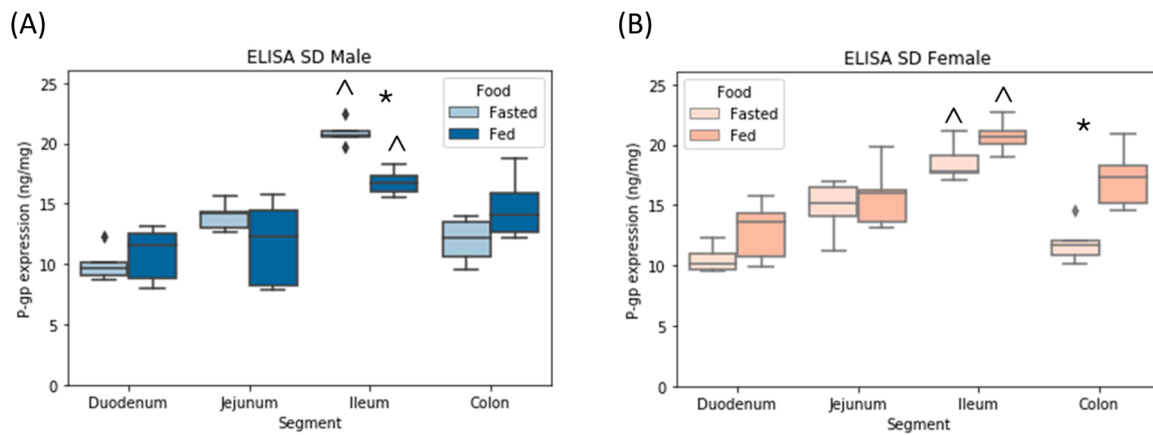 (A)
ELISA SD Male
25
20
15
10
5
0
P-gp expression (ng/mg)
Food
Fasted
Fed
^
*
^
Duodenum Jejunum Ileum Colon
Segment
(B)
ELISA SD Female
25
20
15
10
5
0
P-gp expression (ng/mg)
Food
Fasted
Fed
^
^
*
Duodenum Jejunum Ileum Colon
Segment